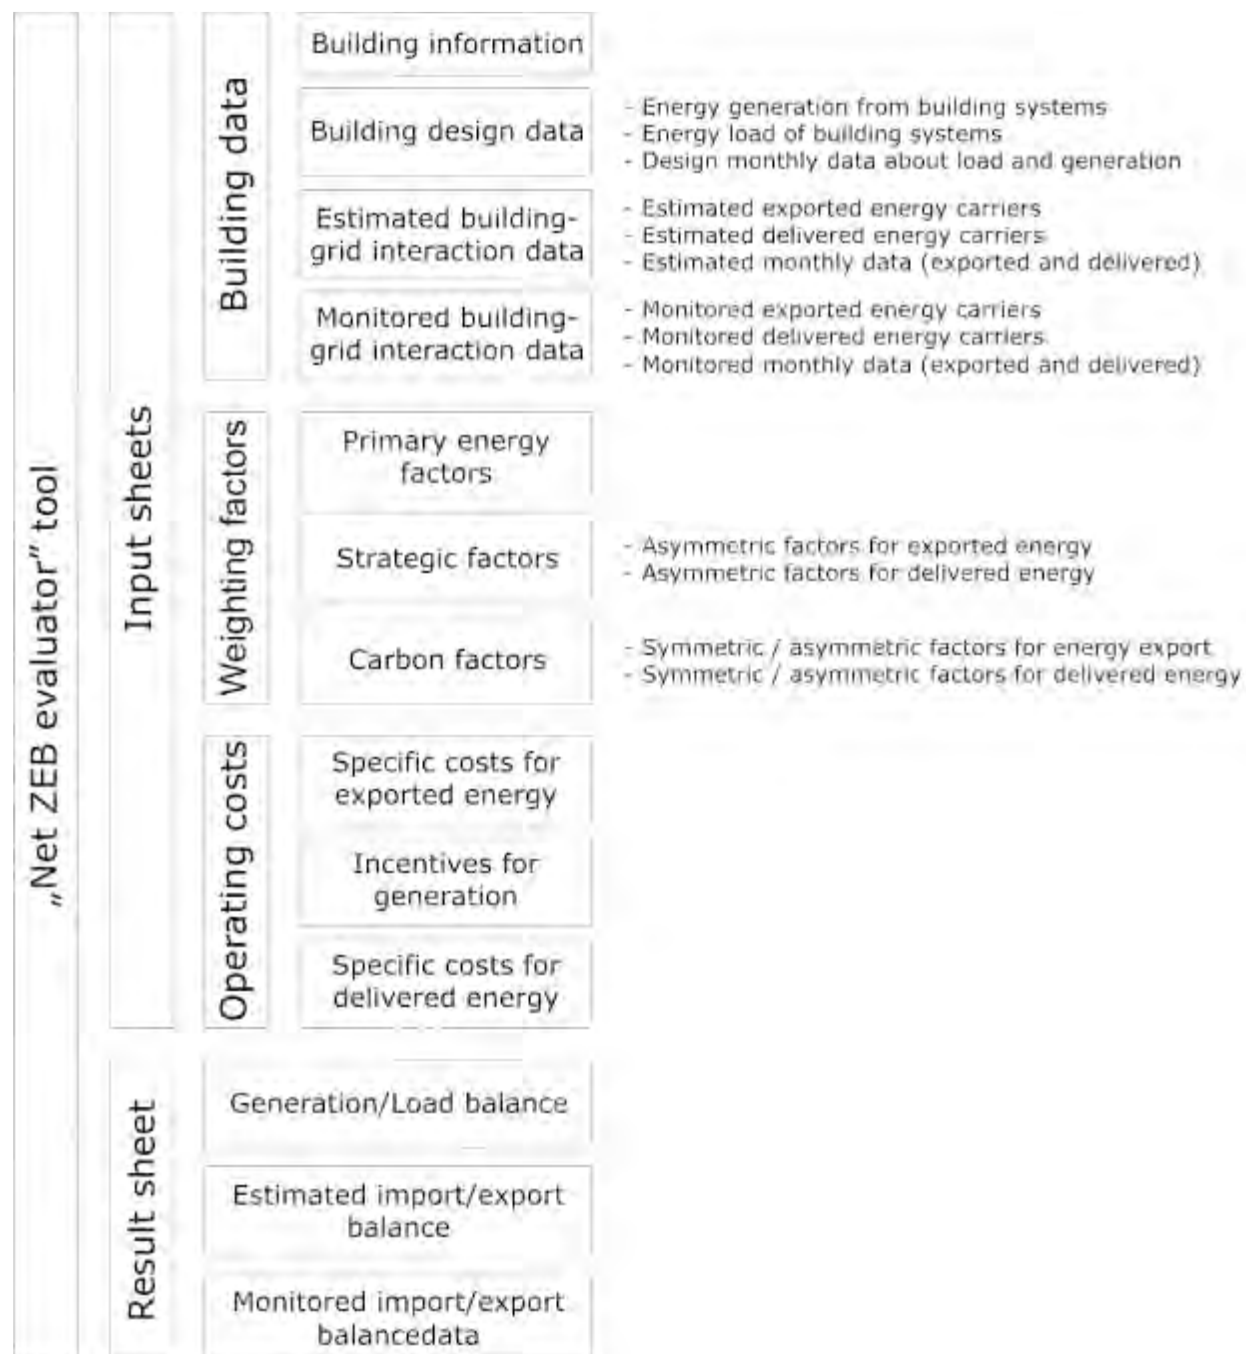 „Net ZEB evaluator” tool
Input sheets
Building data
Building information
Building design data
- Energy generation from building systems
- Energy load of building systems
- Design monthly data about load and generation
Estimated building-
grid interaction data
- Estimated exported energy carriers
- Estimated delivered energy carriers
- Estimated monthly data (exported and delivered)
Monitored building-
grid interaction data
- Monitored exported energy carriers
- Monitored delivered energy carriers
- Monitored monthly data (exported and delivered)
Weighting factors
Primary energy
factors
Strategic factors
- Asymmetric factors for exported energy
- Asymmetric factors for delivered energy
Carbon factors
- Symmetric / asymmetric factors for energy export
- Symmetric / asymmetric factors for delivered energy
Operating costs
Specific costs for
exported energy
Incentives for
generation
Specific costs for
delivered energy
Result sheet
Generation/Load balance
Estimated import/export
balance
Monitored import/export
balancedata